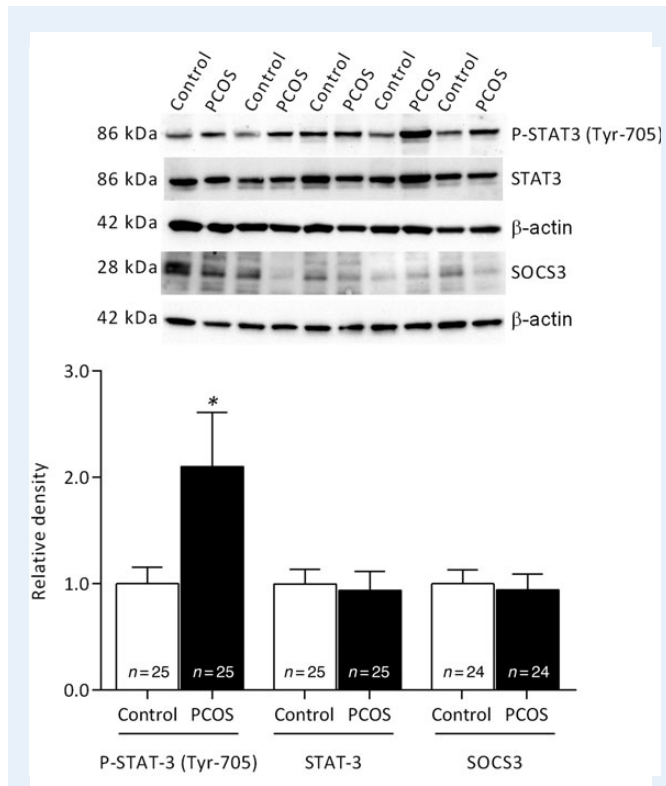 Control PCOS Control PCOS Control PCOS Control PCOS Control PCOS
86 kDa P-STAT3 (Tyr-705)
86 kDa STAT3
42 kDa β-actin
28 kDa SOCS3
42 kDa β-actin
3.0
*
2.0
Relative density
1.0
n=25 n=25 n=25 n=25 n=24 n=24
0.0
Control PCOS Control PCOS Control PCOS
P-STAT-3 (Tyr-705) STAT-3 SOCS3